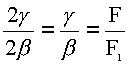 2γ/2β = γ/β = F/F₁